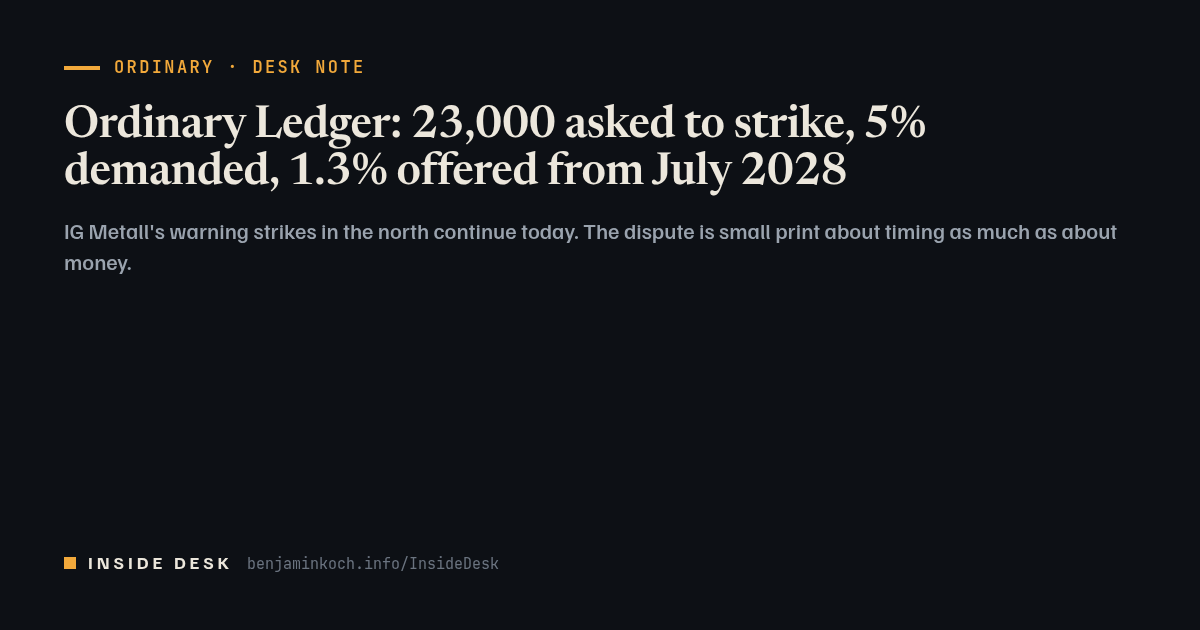 ORDINARY · DESK NOTE
Ordinary Ledger: 23,000 asked to strike, 5%
demanded, 1.3% offered from July 2028
IG Metall's warning strikes in the north continue today. The dispute is small print about timing as much as about
money.
INSIDE DESK benjaminkoch.info/InsideDesk